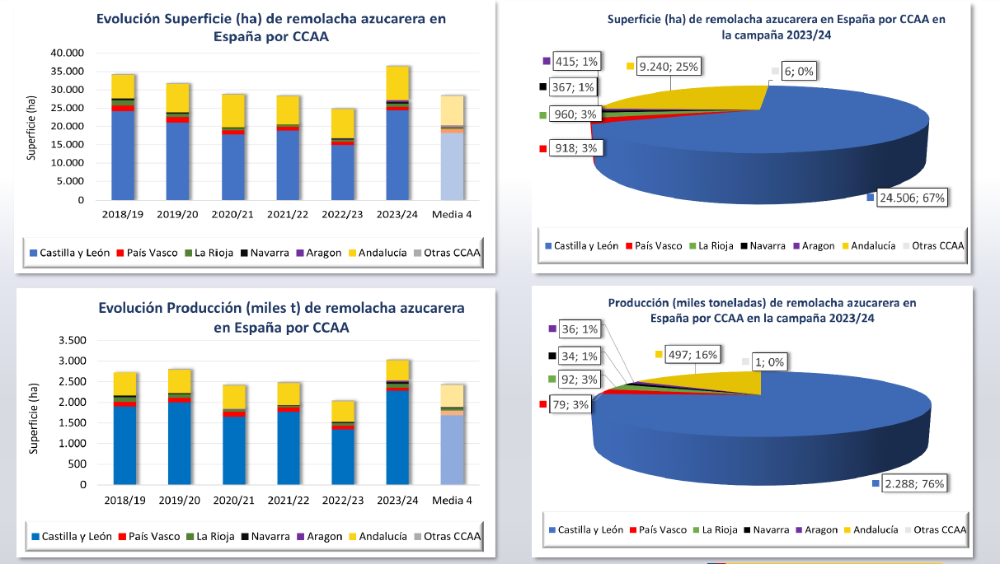 Evolución Superficie (ha) de remolacha azucarera en
España por CCAA
40.000
35.000
30.000
25.000
20.000
15.000
10.000
5.000
0
Superficie (ha)
2018/19 2019/20 2020/21 2021/22 2022/23 2023/24 Media 4
Castilla y León País Vasco La Rioja Navarra Aragon Andalucía Otras CCAA
Superficie (ha) de remolacha azucarera en España por CCAA en
la campaña 2023/24
415; 1%
9.240; 25%
6; 0%
367; 1%
960; 3%
918; 3%
24.506; 67%
Castilla y León País Vasco La Rioja Navarra Aragon Andalucía Otras CCAA
Evolución Producción (miles t) de remolacha azucarera
en España por CCAA
3.500
3.000
2.500
2.000
1.500
1.000
500
0
Superficie (ha)
2018/19 2019/20 2020/21 2021/22 2022/23 2023/24 Media 4
Castilla y León País Vasco La Rioja Navarra Aragon Andalucía Otras CCAA
Producción (miles toneladas) de remolacha azucarera en
España por CCAA en la campaña 2023/24
36; 1%
34; 1%
497; 16%
1; 0%
92; 3%
79; 3%
2.288; 76%
Castilla y León País Vasco La Rioja Navarra Aragon Andalucía Otras CCAA